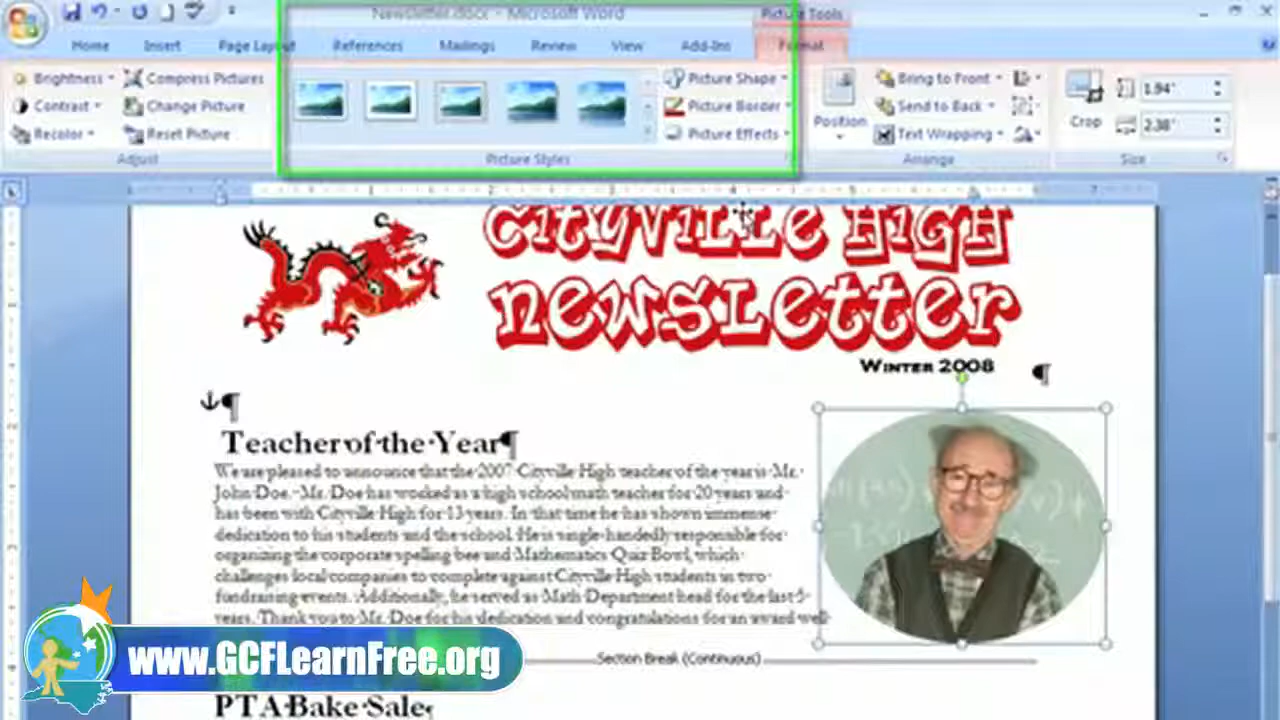 Newsletter.docx - Microsoft Word
Picture Tools
Home Insert Page Layout References Mailings Review View Add-Ins Format
Brightness Compress Pictures Picture Shape Bring to Front 1.94"
Contrast Change Picture Picture Border Send to Back 2.38"
Recolor Reset Picture Picture Effects Position Text Wrapping Crop
Adjust Picture Styles Arrange Size
Cityville High
Newsletter
Winter 2008 ¶
¶
Teacher·of·the·Year¶
We are pleased to announce that the 2007 Cityville High teacher of the year is Mr.
John Doe. Mr. Doe has worked as a high school math teacher for 20 years and
has been with Cityville High for 13 years. In that time he has shown immense
dedication to his students and the school. He is single-handedly responsible for
organizing the corporate spelling bee and Mathematics Quiz Bowl, which
challenges local companies to complete against Cityville High students in two
fundraising events. Additionally, he served as Math Department head for the last 5
years. Thank you to Mr. Doe for his dedication and congratulations for an award well
Section Break (Continuous)
www.GCFLearnFree.org
PTA·Bake·Sale